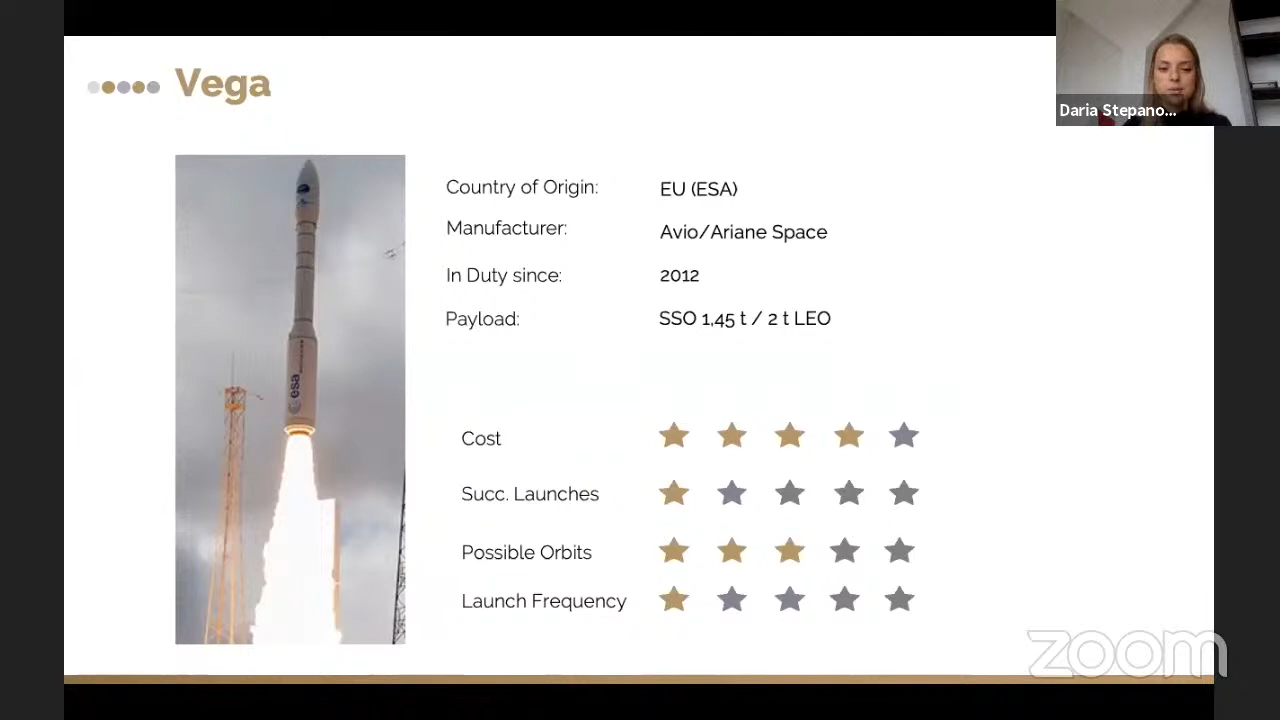 Vega
Daria Stepano...
Country of Origin: EU (ESA)
Manufacturer: Avio/Ariane Space
In Duty since: 2012
Payload: SSO 1,45 t / 2 t LEO
esa
Cost
Succ. Launches
Possible Orbits
Launch Frequency
zoom